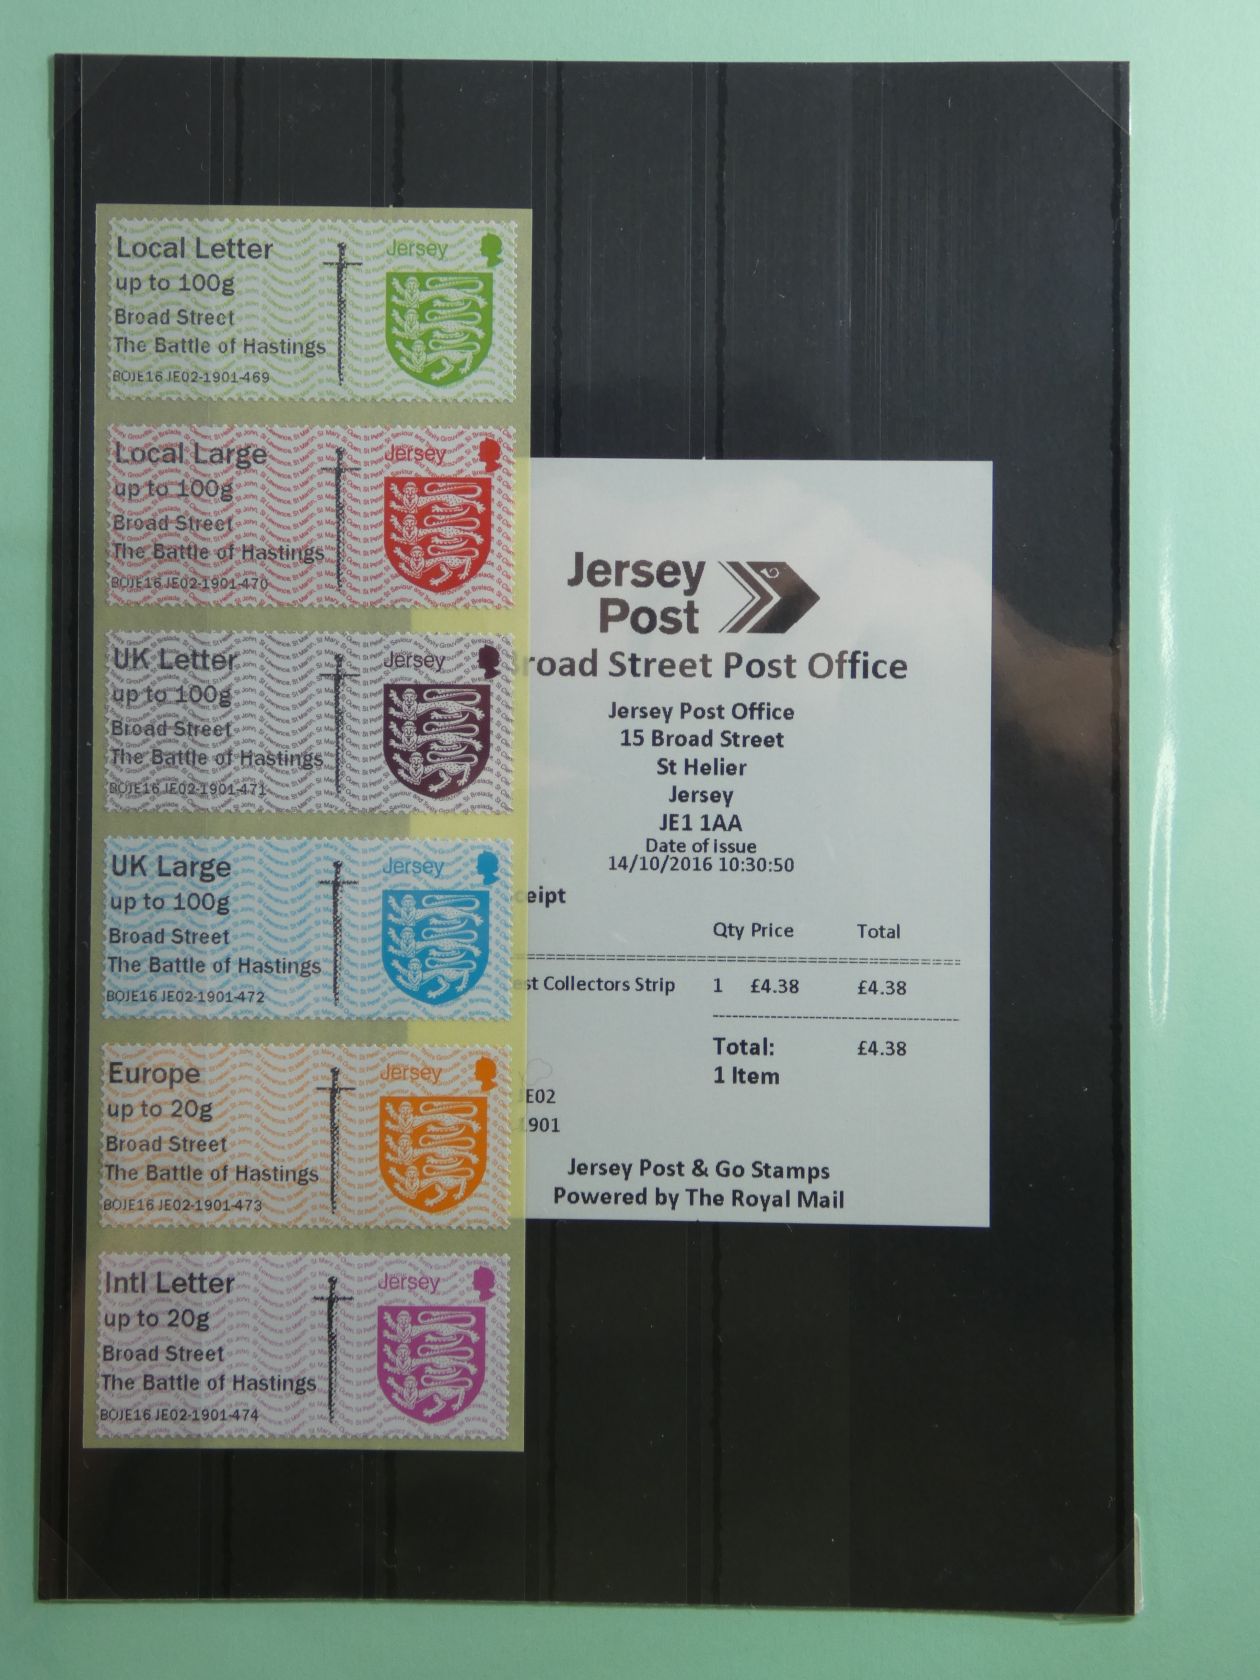 Local Letter
up to 100g
Broad Street
The Battle of Hastings
BOJE16 JE02-1901-469
Jersey
Local Large
up to 100g
Broad Street
The Battle of Hastings
BOJE16 JE02-1901-470
Jersey
UK Letter
up to 100g
Broad Street
The Battle of Hastings
BOJE16 JE02-1901-471
Jersey
UK Large
up to 100g
Broad Street
The Battle of Hastings
BOJE16 JE02-1901-472
Jersey
Europe
up to 20g
Broad Street
The Battle of Hastings
BOJE16 JE02-1901-473
Jersey
Intl Letter
up to 20g
Broad Street
The Battle of Hastings
BOJE16 JE02-1901-474
Jersey
Jersey
Post
road Street Post Office
Jersey Post Office
15 Broad Street
St Helier
Jersey
JE1 1AA
Date of issue
14/10/2016 10:30:50
ceipt
Qty Price Total
est Collectors Strip 1 £4.38 £4.38
Total: £4.38
1 Item
JE02
1901
Jersey Post & Go Stamps
Powered by The Royal Mail